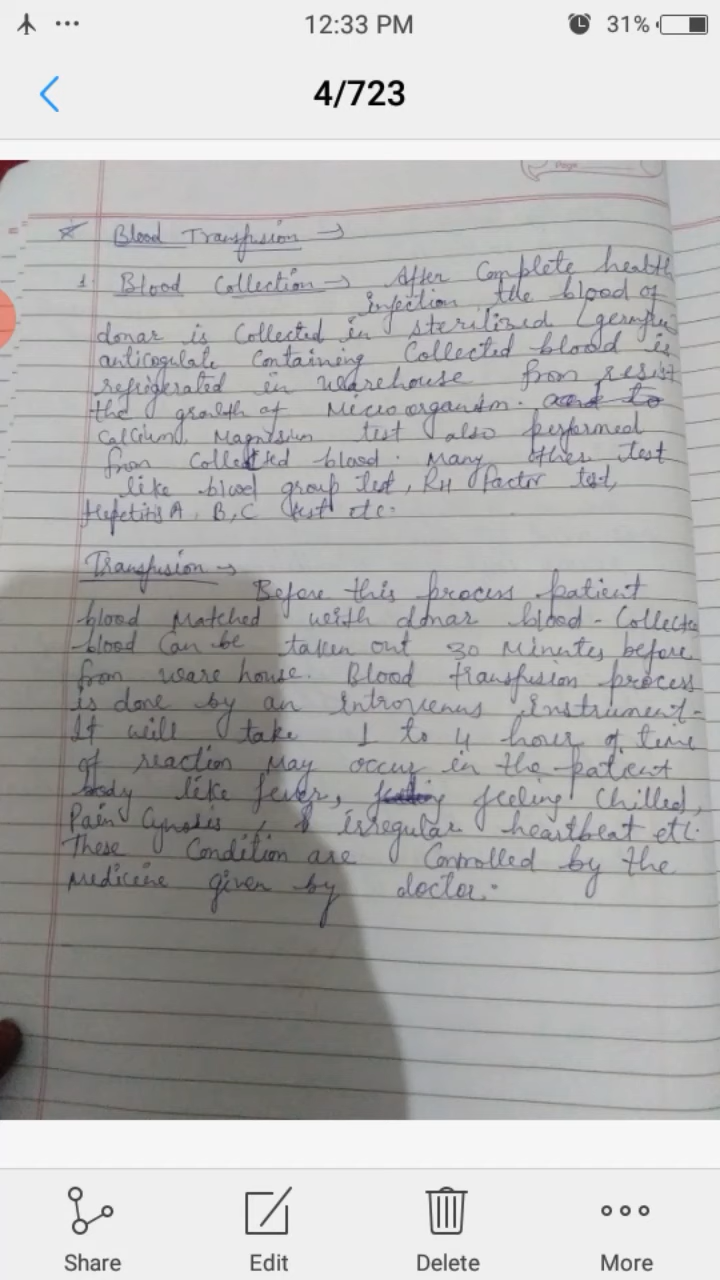 12:33 PM
31%
4/723
Page
Blood Transfusion →
1. Blood Collection → After Complete health
injection the blood of
donar is Collected in sterilized (germfree
anticogulate Containing Collected blood is
refrigerated in warehouse from resist
the growth of Microorganism. and to
Calcium, Magnesium test also performed
from Collected blood. Many other test
like blood group test, RH factor test,
Hepetitis A, B, C test etc.
Transfusion →
Before this process patient
blood Matched with donar blood - Collected
blood Can be taken out 30 Minutes before
from ware house. Blood transfusion process
is done by an introvenus instrument-
It will take 1 to 4 hour of time
of reaction May occur in the patient
body like fever, feeling Chilled,
Pain Cynosis, irregular heartbeat etc.
These Condition are Controlled by the
Medicine given by doctor.
Share
Edit
Delete
More